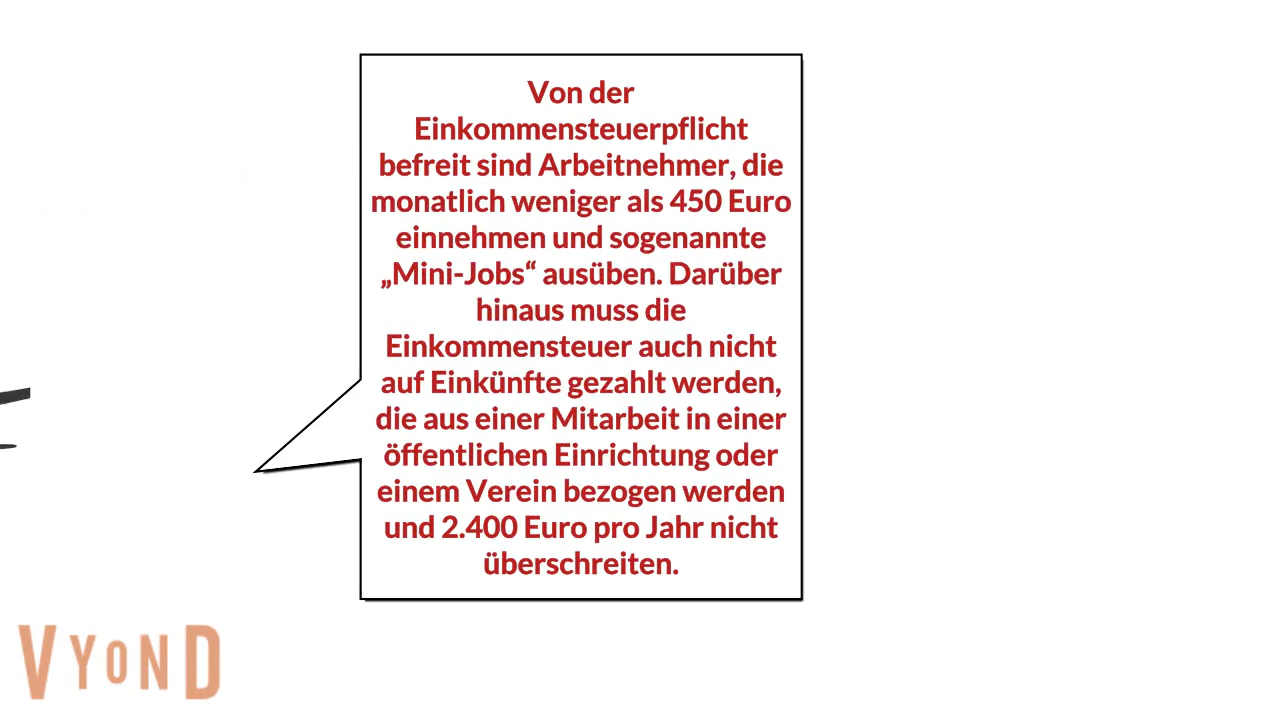 Von der
Einkommensteuerpflicht
befreit sind Arbeitnehmer, die
monatlich weniger als 450 Euro
einnehmen und sogenannte
„Mini-Jobs“ ausüben. Darüber
hinaus muss die
Einkommensteuer auch nicht
auf Einkünfte gezahlt werden,
die aus einer Mitarbeit in einer
öffentlichen Einrichtung oder
einem Verein bezogen werden
und 2.400 Euro pro Jahr nicht
überschreiten.
VYOND